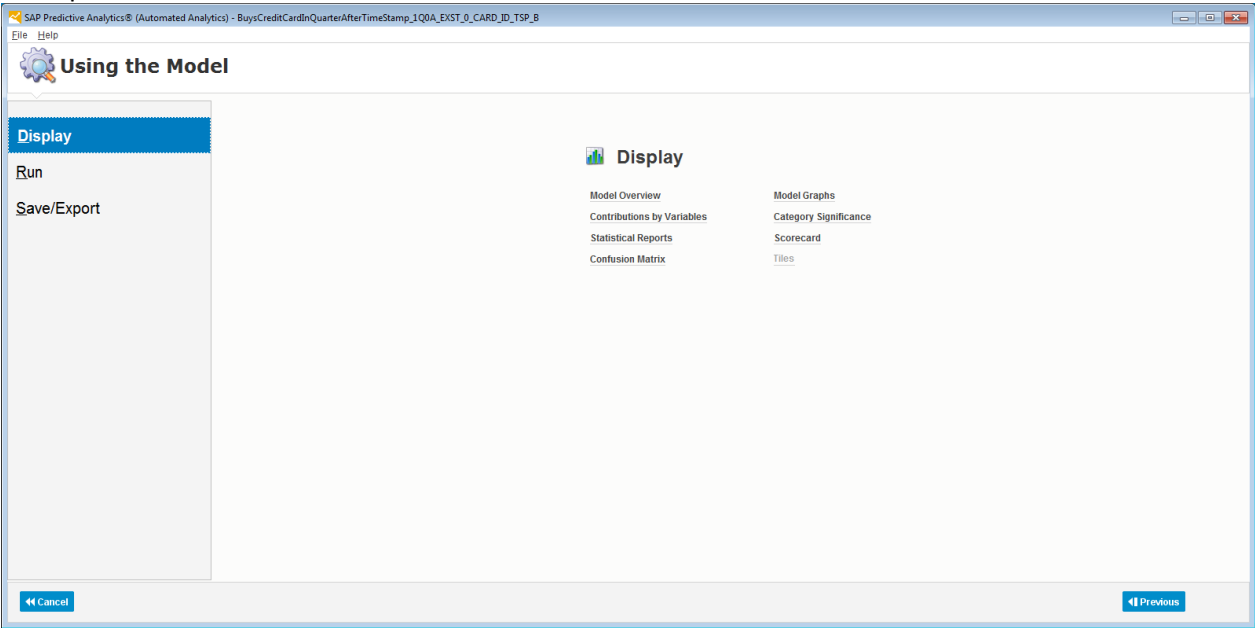 SAP Predictive Analytics® (Automated Analytics) - BuysCreditCardInQuarterAfterTimeStamp_1Q0A_EXST_0_CARD_ID_TSP_B
File Help
Using the Model
Display
Run
Save/Export
Display
Model Overview Model Graphs
Contributions by Variables Category Significance
Statistical Reports Scorecard
Confusion Matrix Tiles
Cancel Previous